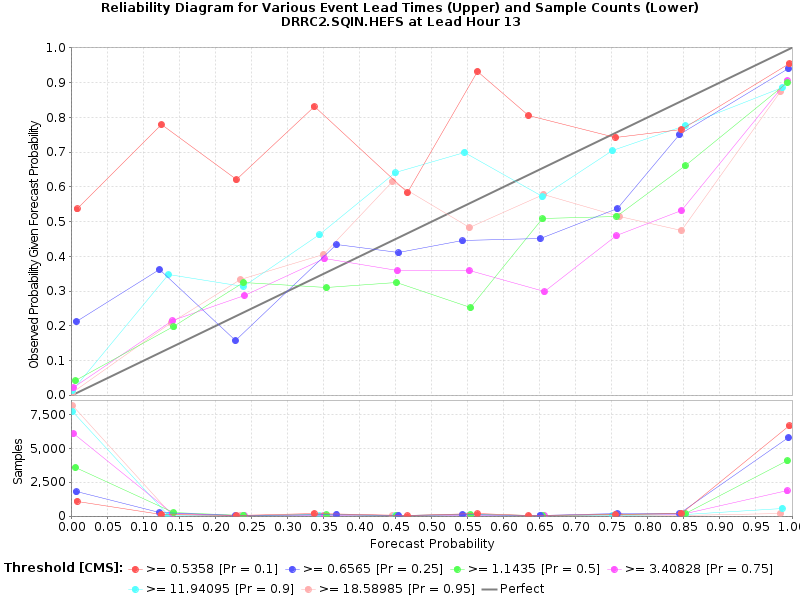 Reliability Diagram for Various Event Lead Times (Upper) and Sample Counts (Lower)
DRRC2.SQIN.HEFS at Lead Hour 13
Observed Probability Given Forecast Probability
1.0
0.9
0.8
0.7
0.6
0.5
0.4
0.3
0.2
0.1
0.0
Samples
7,500
5,000
2,500
0
0.00 0.05 0.10 0.15 0.20 0.25 0.30 0.35 0.40 0.45 0.50 0.55 0.60 0.65 0.70 0.75 0.80 0.85 0.90 0.95 1.00
Forecast Probability
Threshold [CMS]: >= 0.5358 [Pr = 0.1] >= 0.6565 [Pr = 0.25] >= 1.1435 [Pr = 0.5] >= 3.40828 [Pr = 0.75]
>= 11.94095 [Pr = 0.9] >= 18.58985 [Pr = 0.95] Perfect